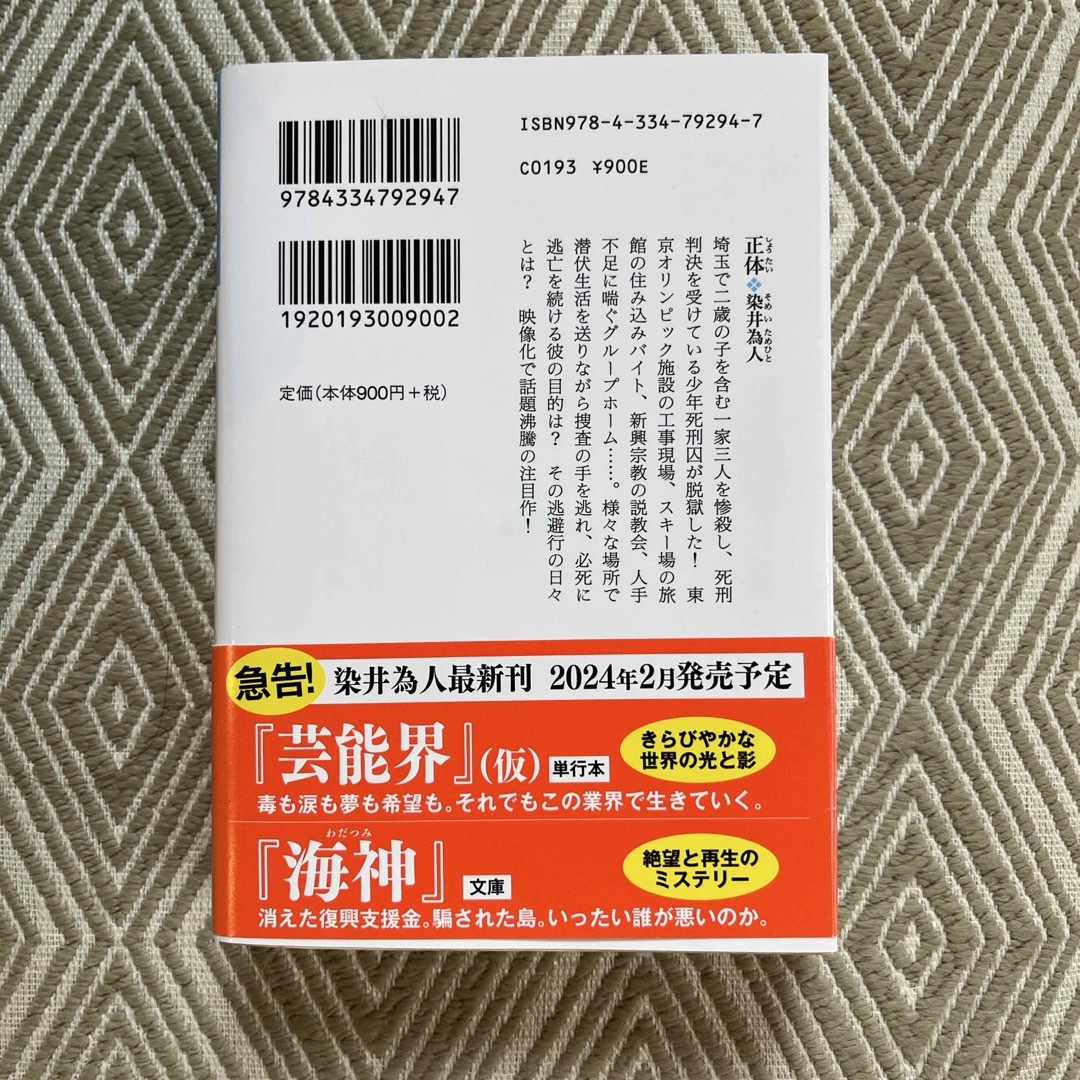 ISBN978-4-334-79294-7
C0193 ¥900E
9784334792947
1920193009002
定価(本体900円+税)
正体❖染井為人
しょうたい
そめいためひと
埼玉で二歳の子を含む一家三人を惨殺し、死刑
判決を受けている少年死刑囚が脱獄した! 東
京オリンピック施設の工事現場、スキー場の旅
館の住み込みバイト、新興宗教の説教会、人手
不足に喘ぐグループホーム……。様々な場所で
潜伏生活を送りながら捜査の手を逃れ、必死に
逃亡を続ける彼の目的は? その逃避行の日々
とは? 映像化で話題沸騰の注目作!
急告!
染井為人最新刊 2024年2月発売予定
『芸能界』(仮) 単行本
きらびやかな
世界の光と影
毒も涙も夢も希望も。それでもこの業界で生きていく。
わだつみ
『海神』 文庫
絶望と再生の
ミステリー
消えた復興支援金。騙された島。いったい誰が悪いのか。